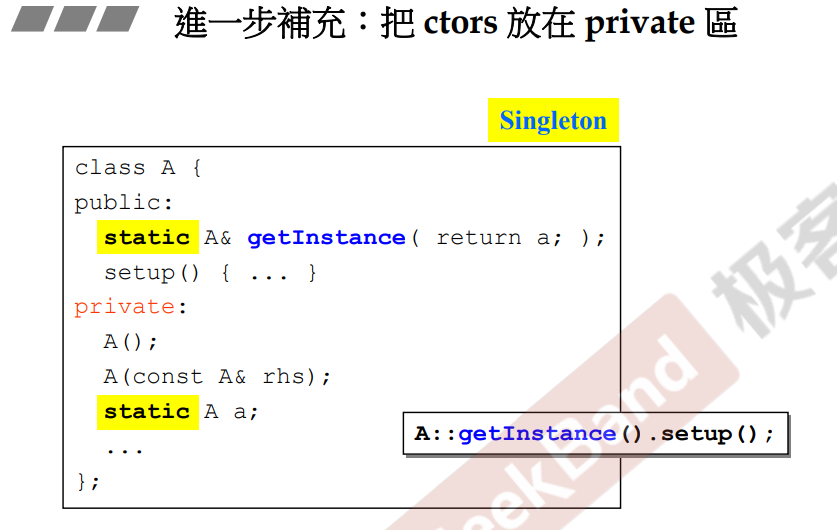 進一步補充：把 ctors 放在 private 區
Singleton
class A {
public:
static A& getInstance( return a; );
setup() { ... }
private:
A();
A(const A& rhs);
static A a;
...
};
A::getInstance().setup();
GeekBand 极客